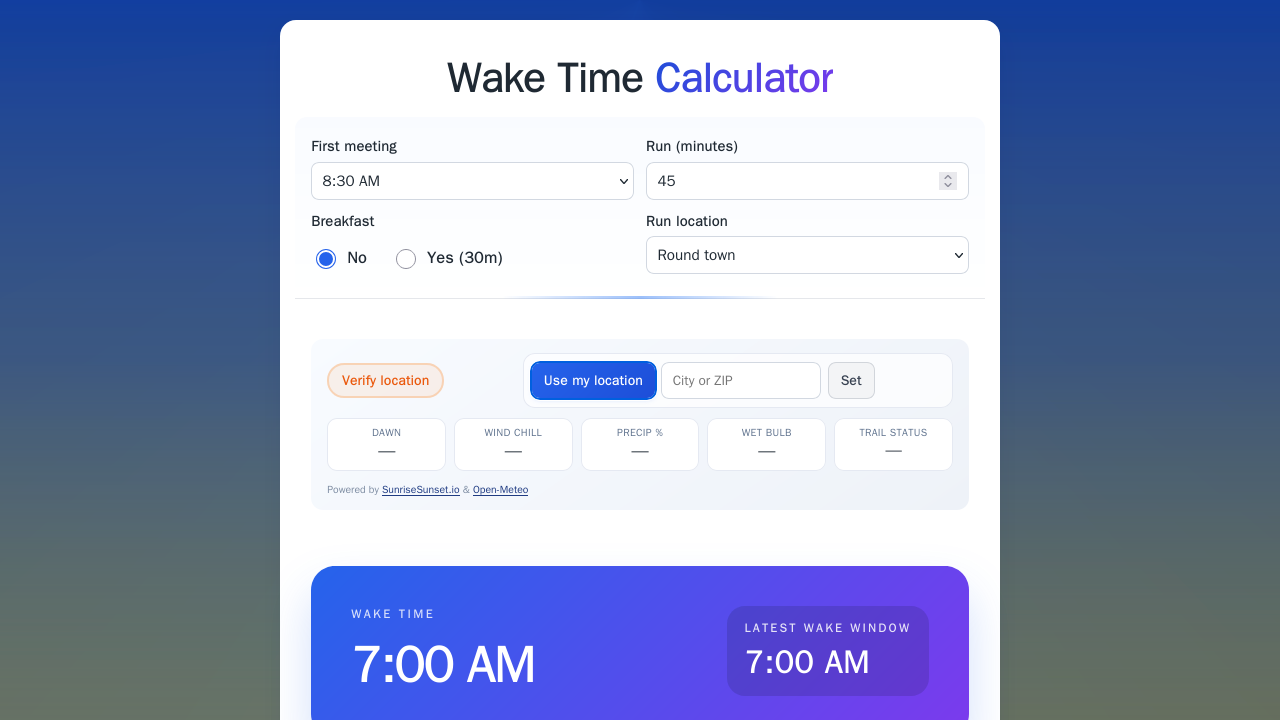 Wake Time Calculator
First meeting
8:30 AM
Run (minutes)
45
Breakfast
No
Yes (30m)
Run location
Round town
Verify location
Use my location
City or ZIP
Set
DAWN
—
WIND CHILL
—
PRECIP %
—
WET BULB
—
TRAIL STATUS
—
Powered by SunriseSunset.io & Open-Meteo
WAKE TIME
7:00 AM
LATEST WAKE WINDOW
7:00 AM